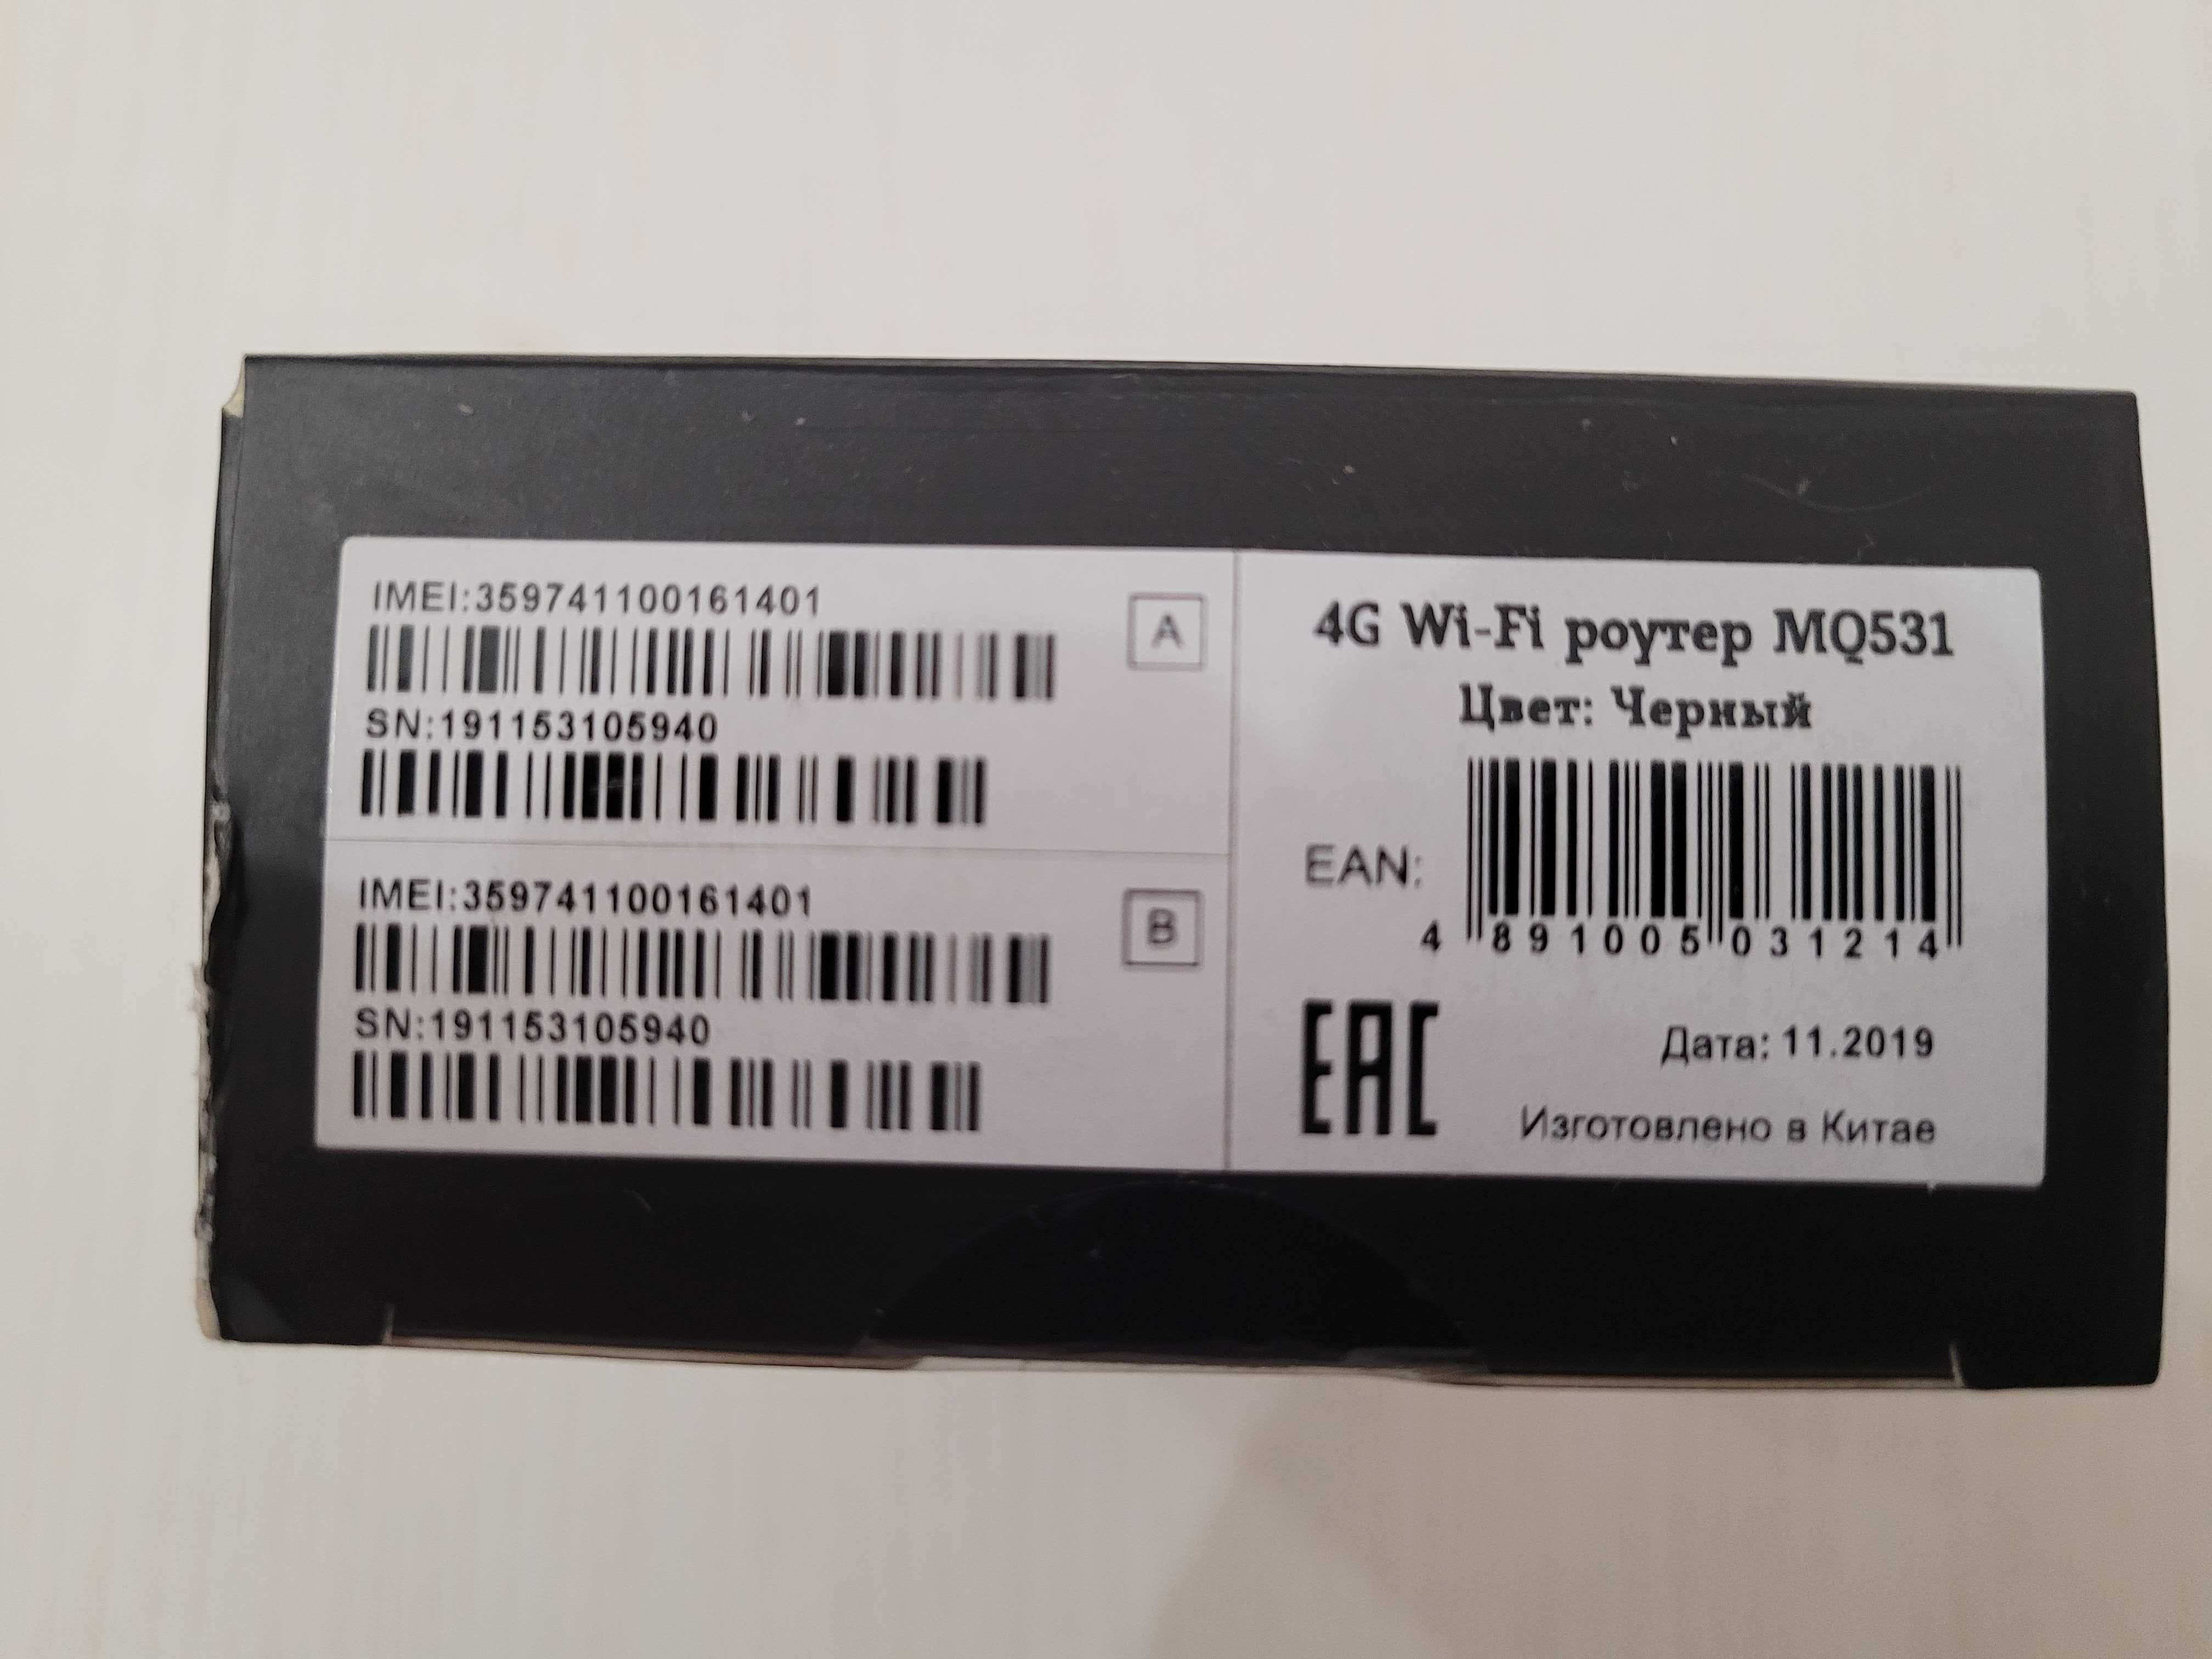 IMEI:359741100161401
A
SN:191153105940
IMEI:359741100161401
B
SN:191153105940
4G Wi-Fi роутер MQ531
Цвет: Черный
EAN:
4 891005 031214
EAC
Дата: 11.2019
Изготовлено в Китае